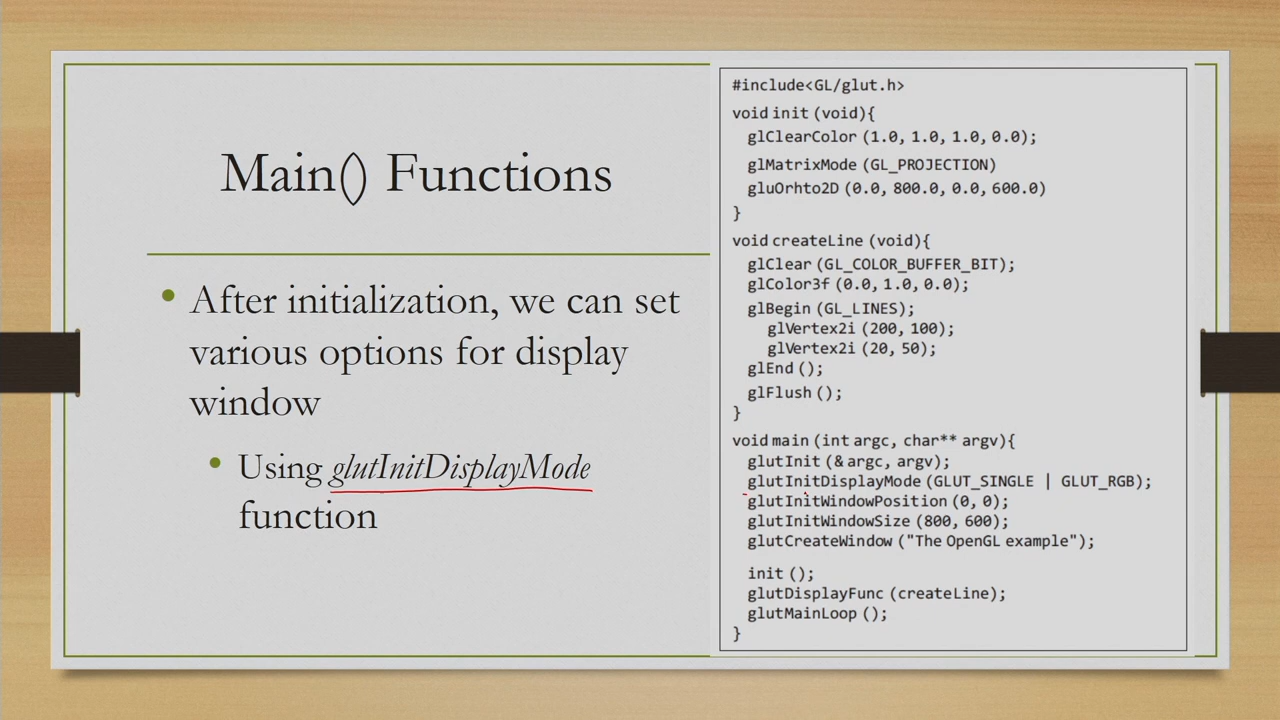 Main() Functions
After initialization, we can set
various options for display
window
Using glutInitDisplayMode
function
#include<GL/glut.h>
void init (void){
glClearColor (1.0, 1.0, 1.0, 0.0);
glMatrixMode (GL_PROJECTION)
gluOrhto2D (0.0, 800.0, 0.0, 600.0)
}
void createLine (void){
glClear (GL_COLOR_BUFFER_BIT);
glColor3f (0.0, 1.0, 0.0);
glBegin (GL_LINES);
glVertex2i (200, 100);
glVertex2i (20, 50);
glEnd ();
glFlush ();
}
void main (int argc, char** argv){
glutInit (& argc, argv);
glutInitDisplayMode (GLUT_SINGLE | GLUT_RGB);
glutInitWindowPosition (0, 0);
glutInitWindowSize (800, 600);
glutCreateWindow ("The OpenGL example");
init ();
glutDisplayFunc (createLine);
glutMainLoop ();
}